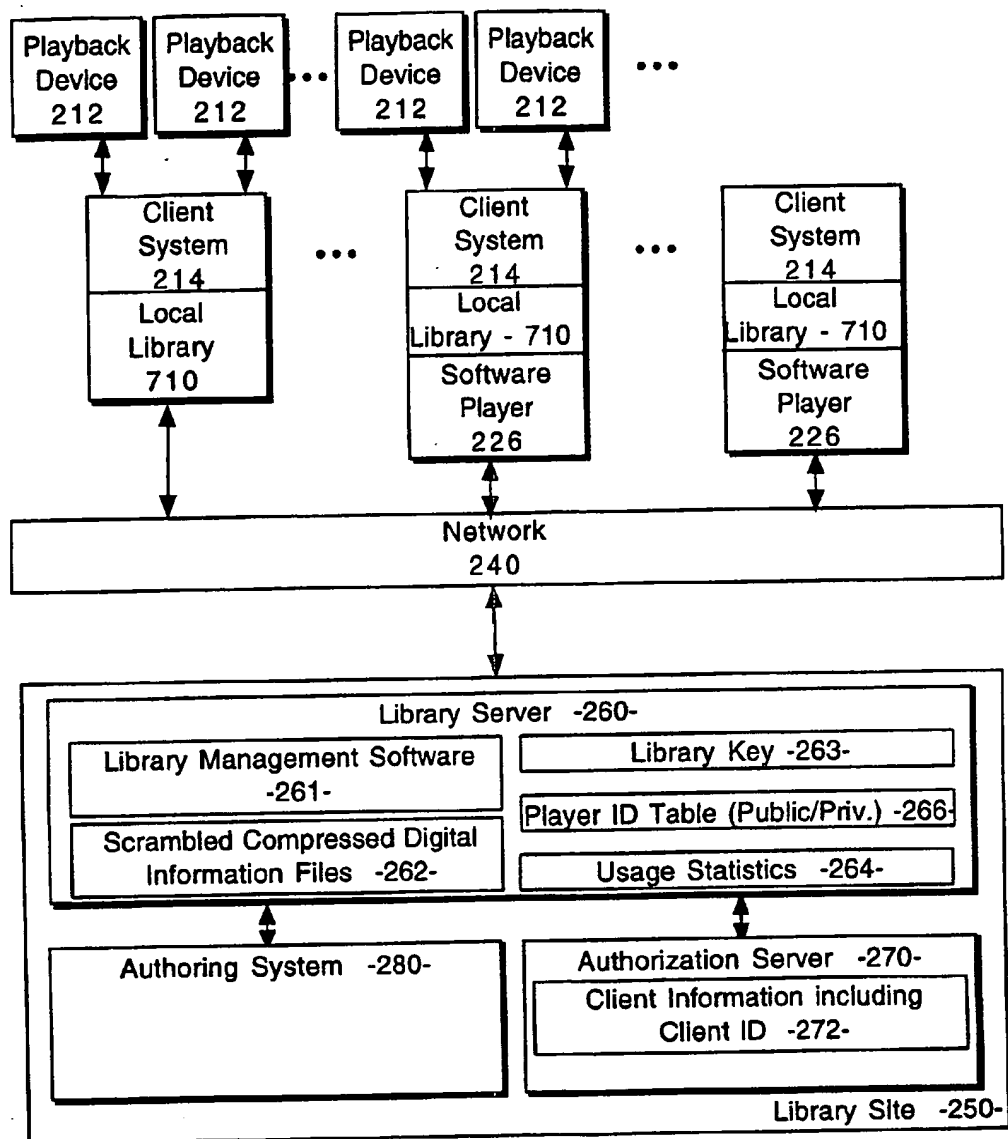 Playback
Device
212
Playback
Device
212
...
Playback
Device
212
Playback
Device
212
...
Client
System
214
Local
Library
710
...
Client
System
214
Local
Library - 710
Software
Player
226
...
Client
System
214
Local
Library - 710
Software
Player
226
Network
240
Library Server -260-
Library Management Software
-261-
Scrambled Compressed Digital
Information Files -262-
Library Key -263-
Player ID Table (Public/Priv.) -266-
Usage Statistics -264-
Authoring System -280-
Authorization Server -270-
Client Information including
Client ID -272-
Library Site -250-